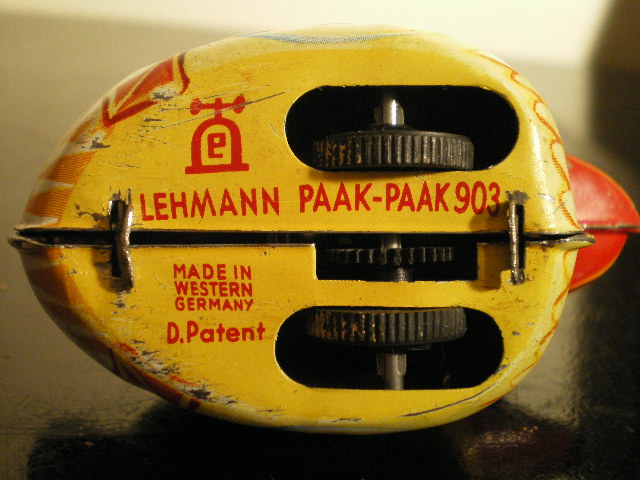 e
LEHMANN PAAK-PAAK 903
MADE IN
WESTERN
GERMANY
D.Patent